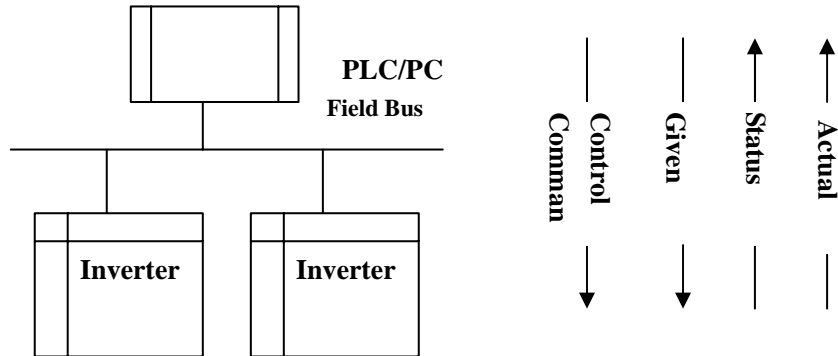 PLC/PC
Field Bus
Inverter
Inverter
Control
Comman
Given
Status
Actual